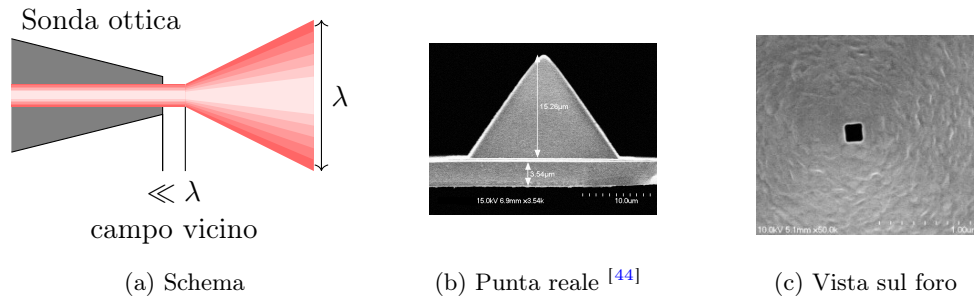 Sonda ottica
λ
≪ λ
campo vicino
(a) Schema
15.26μm
3.54μm
15.0kV 6.9mm x3.54k
10.0um
(b) Punta reale [44]
10.0kV 5.1mm x50.0k
1.00um
(c) Vista sul foro